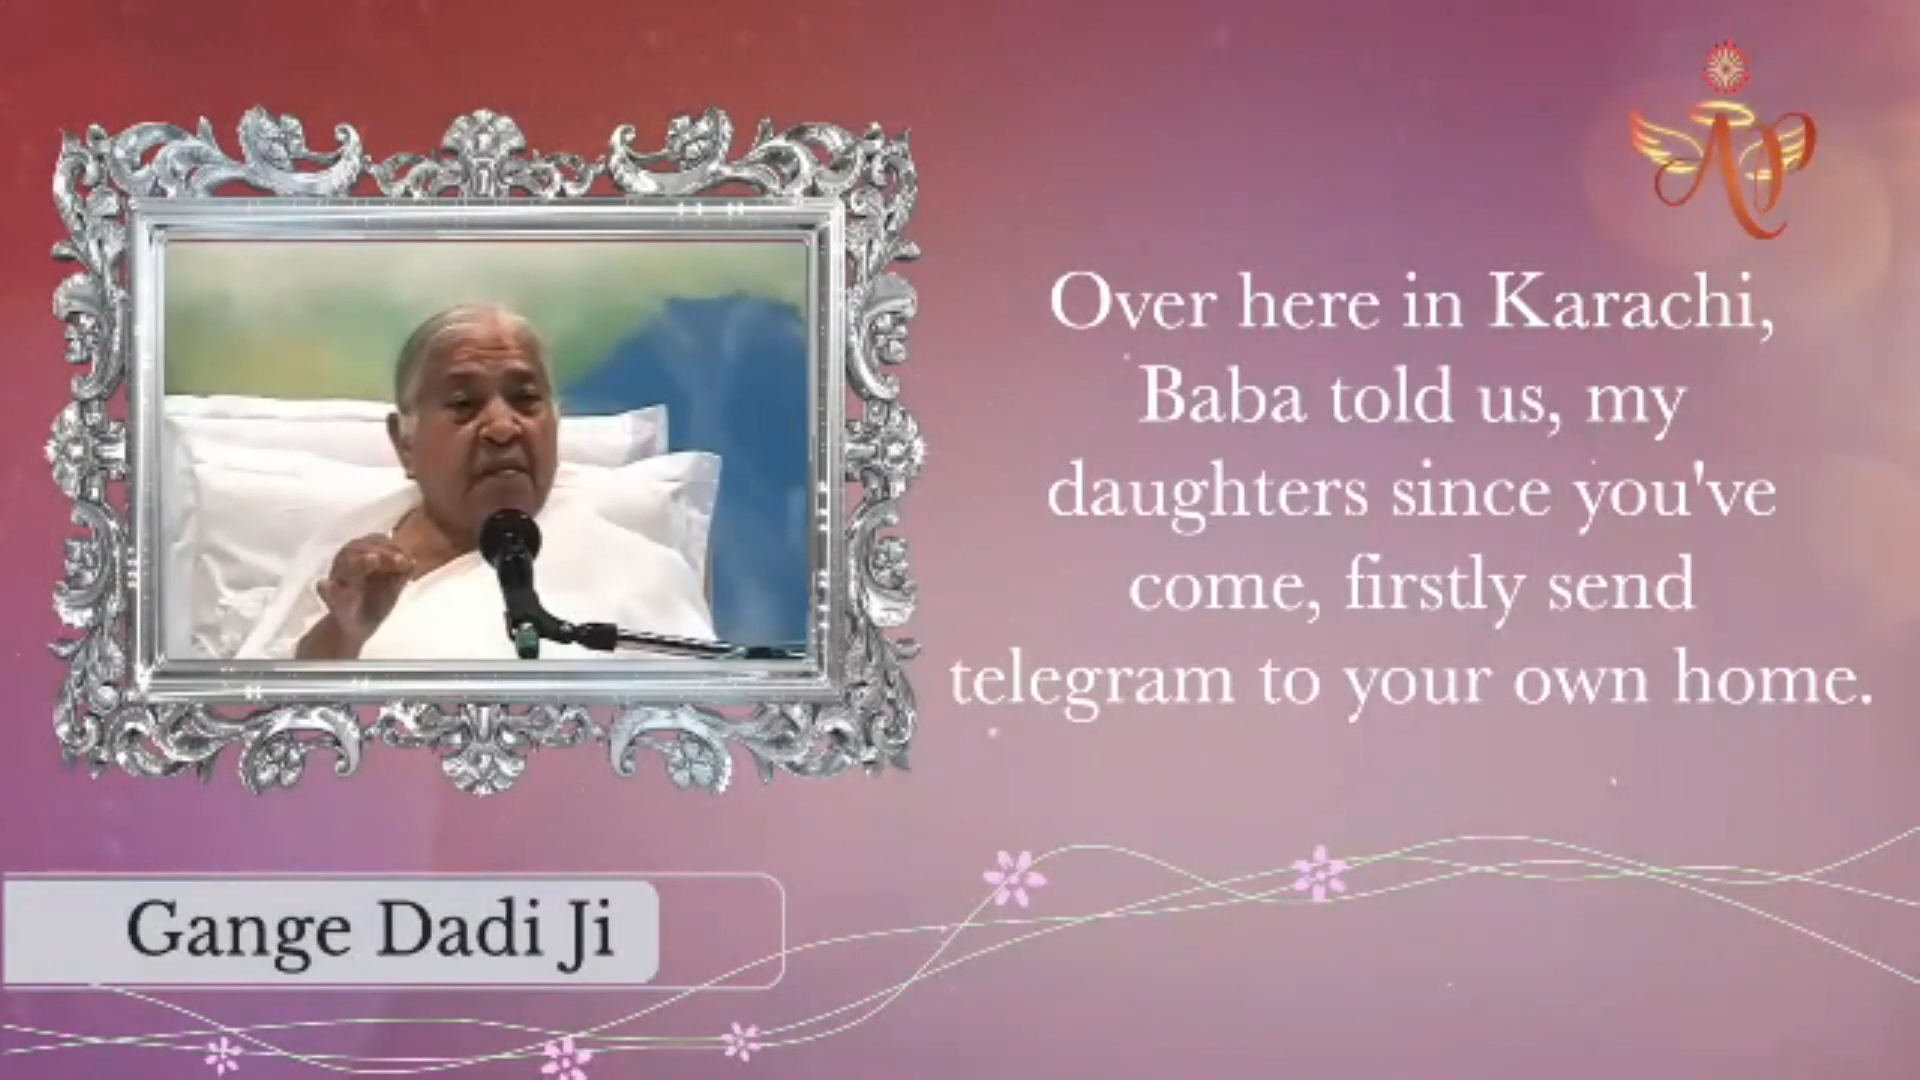 AP
Over here in Karachi,
Baba told us, my
daughters since you've
come, firstly send
telegram to your own home.
Gange Dadi Ji